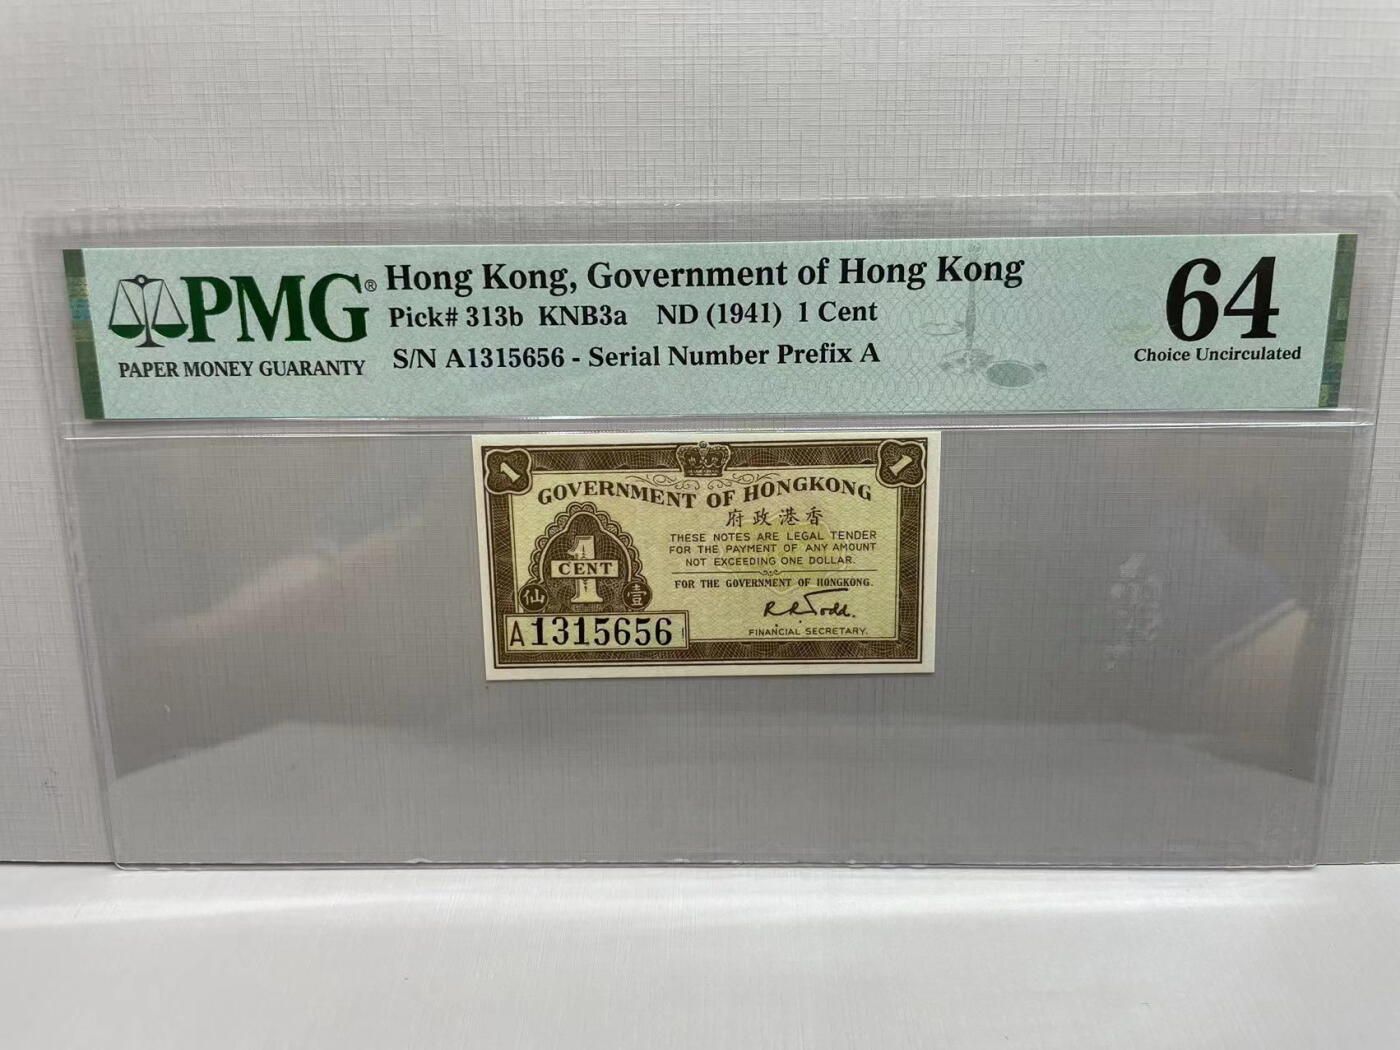 PMG®
PAPER MONEY GUARANTY
Hong Kong, Government of Hong Kong
Pick# 313b KNB3a ND (1941) 1 Cent
S/N A1315656 - Serial Number Prefix A
64
Choice Uncirculated
1 1
GOVERNMENT OF HONGKONG
府政港香
THESE NOTES ARE LEGAL TENDER
FOR THE PAYMENT OF ANY AMOUNT
NOT EXCEEDING ONE DOLLAR.
FOR THE GOVERNMENT OF HONGKONG.
R R Todd.
FINANCIAL SECRETARY.
1
CENT
仙 壹
A 1315656